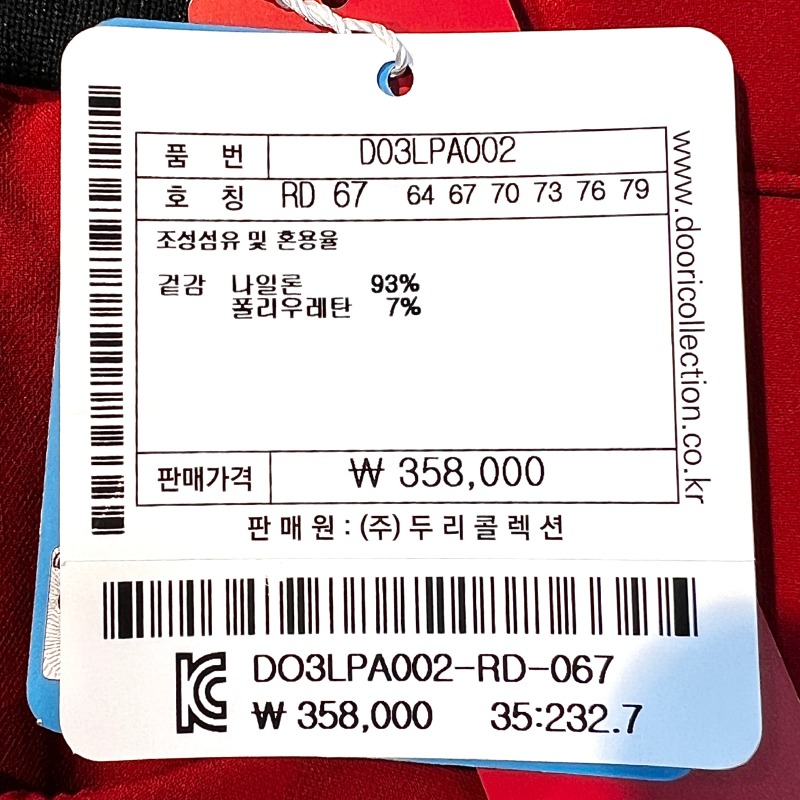 품 번 D03LPA002
호 칭 RD 67 64 67 70 73 76 79
조성섬유 및 혼용율
겉감 나일론 93%
폴리우레탄 7%
판매가격 ₩ 358,000
판 매 원 : (주) 두 리 콜 렉 션
www.dooricollection.co.kr
KC DO3LPA002-RD-067
₩ 358,000 35:232.7